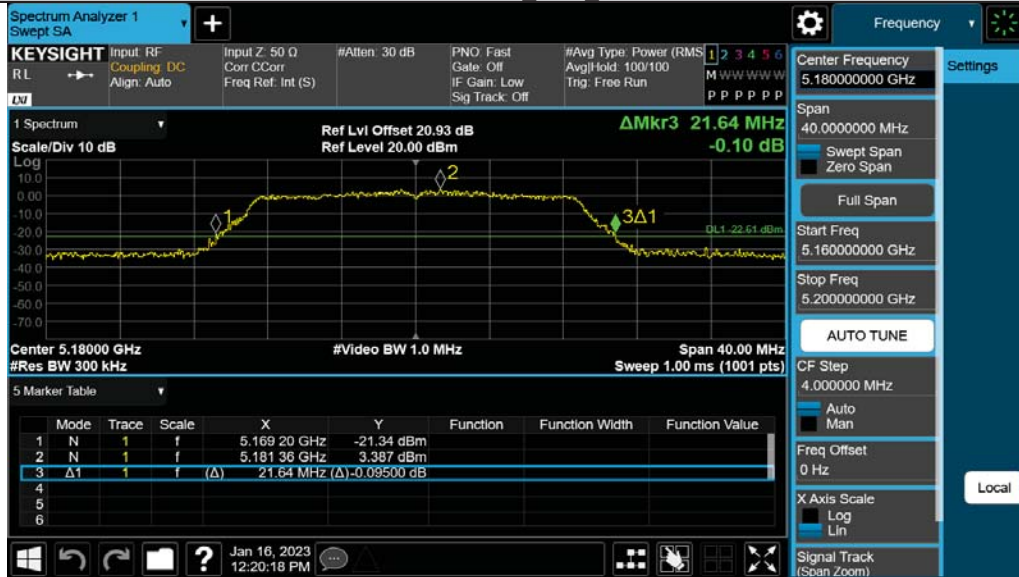 Spectrum Analyzer 1
Swept SA
Frequency
KEYSIGHT
RL
LXI
Input: RF
Coupling: DC
Align: Auto
Input Z: 50 Ω
Corr CCorr
Freq Ref: Int (S)
#Atten: 30 dB
PNO: Fast
Gate: Off
IF Gain: Low
Sig Track: Off
#Avg Type: Power (RMS
Avg|Hold: 100/100
Trig: Free Run
1 2 3 4 5 6
M W W W W W
P P P P P P
1 Spectrum
Scale/Div 10 dB
Ref Lvl Offset 20.93 dB
Ref Level 20.00 dBm
ΔMkr3 21.64 MHz
-0.10 dB
Log
10.0
0.00
-10.0
-20.0
-30.0
-40.0
-50.0
-60.0
-70.0
1
2
3Δ1
DL1 -22.61 dBm
Center 5.18000 GHz
#Res BW 300 kHz
#Video BW 1.0 MHz
Span 40.00 MHz
Sweep 1.00 ms (1001 pts)
5 Marker Table
Mode Trace Scale X Y Function Function Width Function Value
1 N 1 f 5.169 20 GHz -21.34 dBm
2 N 1 f 5.181 36 GHz 3.387 dBm
3 Δ1 1 f (Δ) 21.64 MHz (Δ) -0.09500 dB
4
5
6
Jan 16, 2023
12:20:18 PM
Center Frequency
5.180000000 GHz
Span
40.0000000 MHz
Swept Span
Zero Span
Full Span
Start Freq
5.160000000 GHz
Stop Freq
5.200000000 GHz
AUTO TUNE
CF Step
4.000000 MHz
Auto
Man
Freq Offset
0 Hz
X Axis Scale
Log
Lin
Signal Track
(Span Zoom)
Settings
Local